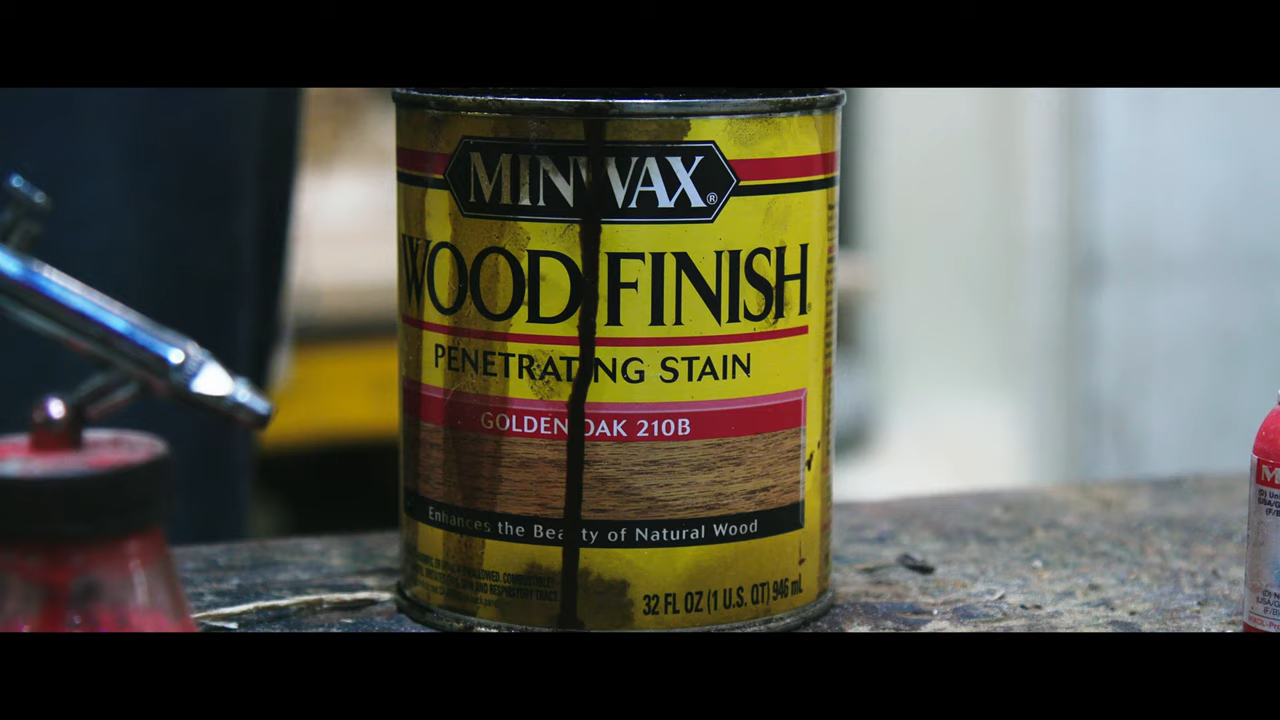 MINWAX®
WOOD FINISH
PENETRATING STAIN
GOLDEN OAK 210B
Enhances the Beauty of Natural Wood
32 FL OZ (1 U.S. QT) 946 mL